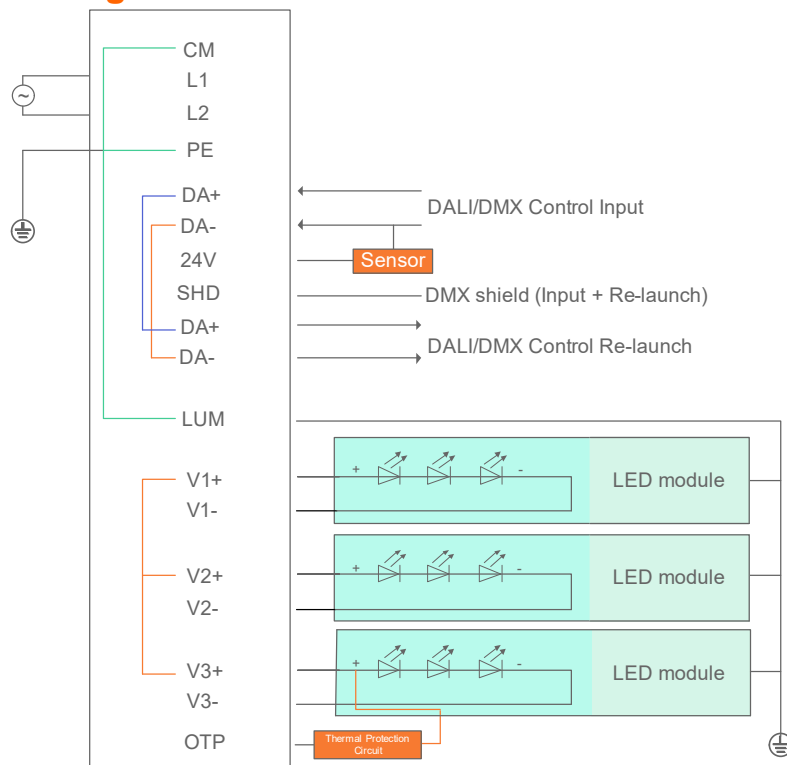 CM
L1
L2
~
PE
DA+
DALI/DMX Control Input
DA-
24V
Sensor
SHD
DMX shield (Input + Re-launch)
DA+
DALI/DMX Control Re-launch
DA-
LUM
V1+
+ -
LED module
V1-
V2+
+ -
LED module
V2-
V3+
+ -
LED module
V3-
OTP
Thermal Protection
Circuit